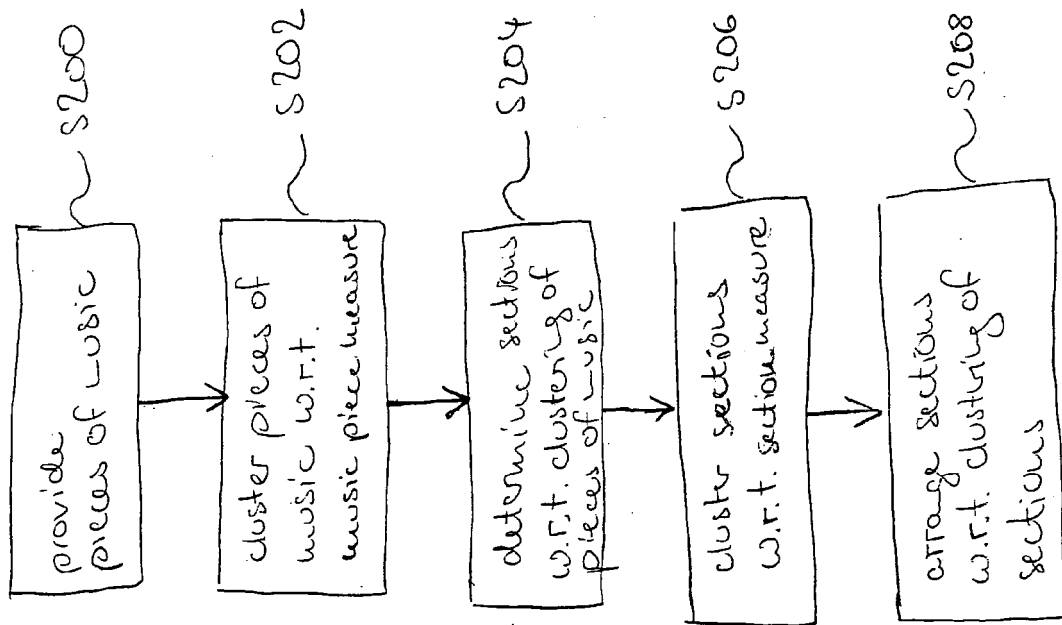 provide
pieces of music
S200
cluster pieces of
music w.r.t.
music piece measure
S202
determine sections
w.r.t. clustering of
pieces of music
S204
cluster sections
w.r.t. section measure
S206
arrange sections
w.r.t. clustring of
sections
S208